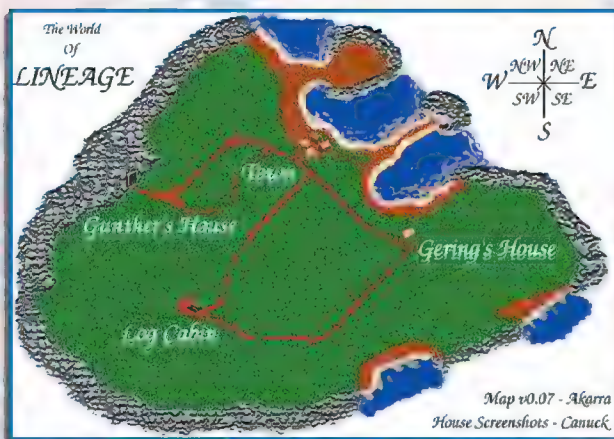 The World
Of
LINEAGE
N
NW NE
W E
SW SE
S
Town
Gunther's House
Gering's House
Log Cabin
Map v0.07 - Akarra
House Screenshots - Canuck